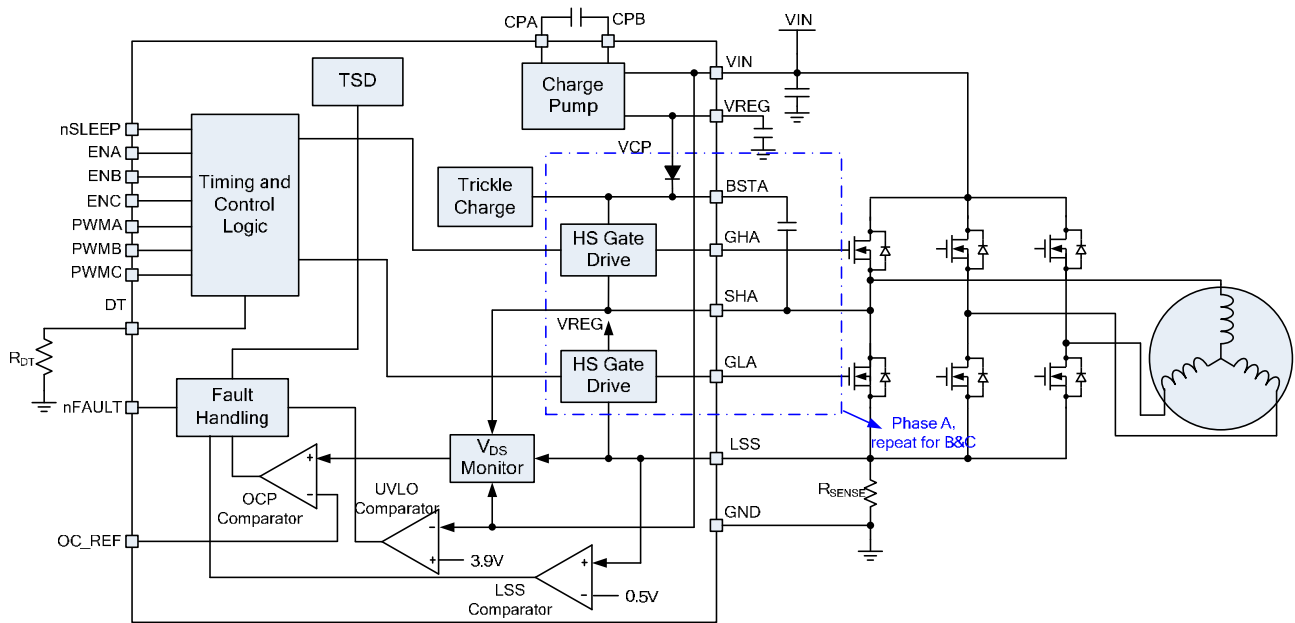 CPA
CPB
VIN
TSD
Charge
Pump
VIN
VREG
nSLEEP
ENA
ENB
ENC
PWMA
PWMB
PWMC
Timing and
Control
Logic
VCP
Trickle
Charge
BSTA
HS Gate
Drive
GHA
DT
SHA
VREG
RDT
HS Gate
Drive
GLA
nFAULT
Fault
Handling
Phase A,
repeat for B&C
VDS
Monitor
LSS
+
-
OCP
Comparator
UVLO
Comparator
RSENSE
GND
OC_REF
-
+
3.9V
LSS
Comparator
+
-
0.5V